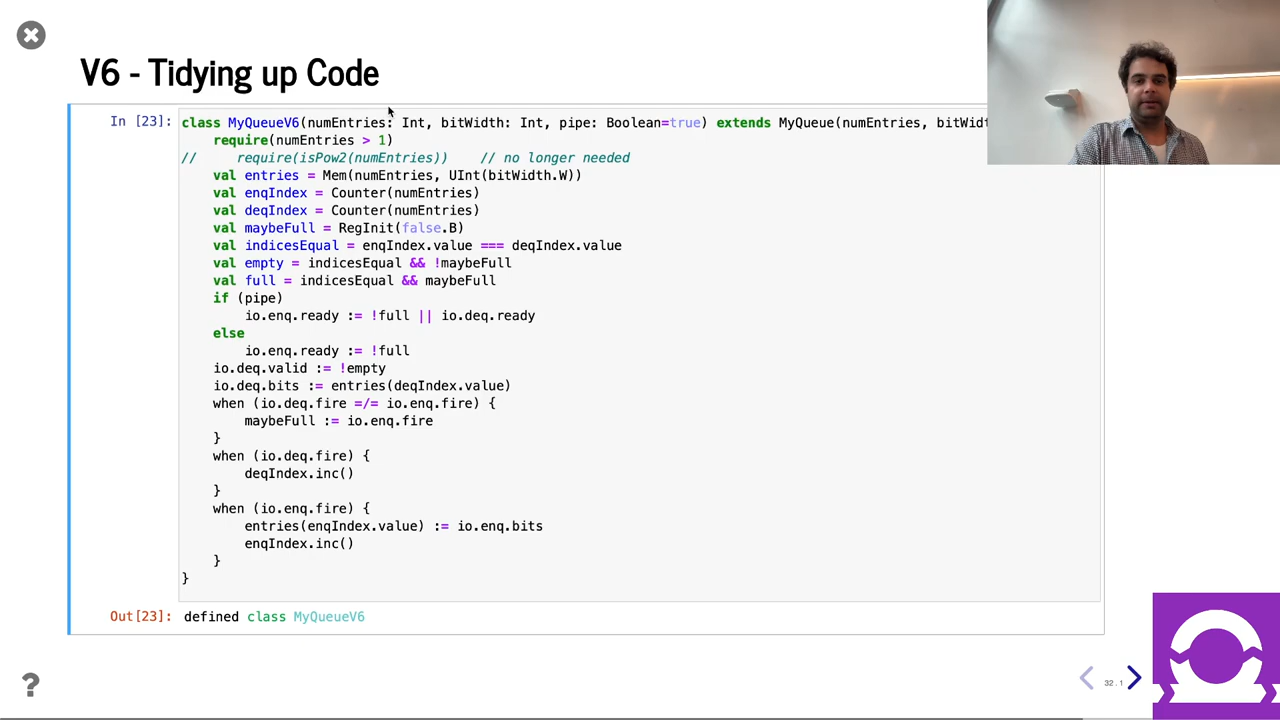 V6 - Tidying up Code
In [23]:
class MyQueueV6(numEntries: Int, bitWidth: Int, pipe: Boolean=true) extends MyQueue(numEntries, bitWid
    require(numEntries > 1)
//     require(isPow2(numEntries))    // no longer needed
    val entries = Mem(numEntries, UInt(bitWidth.W))
    val enqIndex = Counter(numEntries)
    val deqIndex = Counter(numEntries)
    val maybeFull = RegInit(false.B)
    val indicesEqual = enqIndex.value === deqIndex.value
    val empty = indicesEqual && !maybeFull
    val full = indicesEqual && maybeFull
    if (pipe)
        io.enq.ready := !full || io.deq.ready
    else
        io.enq.ready := !full
    io.deq.valid := !empty
    io.deq.bits := entries(deqIndex.value)
    when (io.deq.fire =/= io.enq.fire) {
        maybeFull := io.enq.fire
    }
    when (io.deq.fire) {
        deqIndex.inc()
    }
    when (io.enq.fire) {
        entries(enqIndex.value) := io.enq.bits
        enqIndex.inc()
    }
}
Out[23]: defined class MyQueueV6
32.1